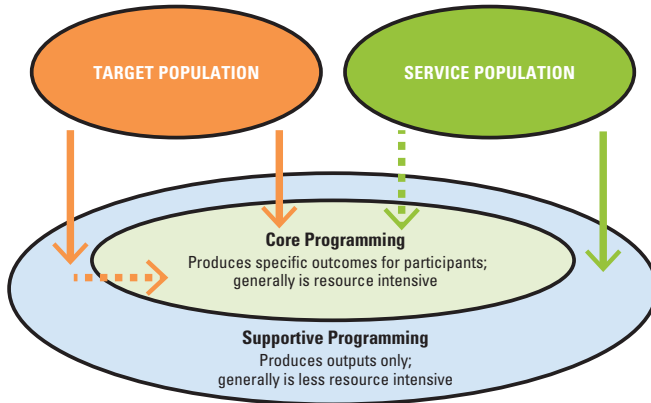 TARGET POPULATION
SERVICE POPULATION
Core Programming
Produces specific outcomes for participants;
generally is resource intensive
Supportive Programming
Produces outputs only;
generally is less resource intensive